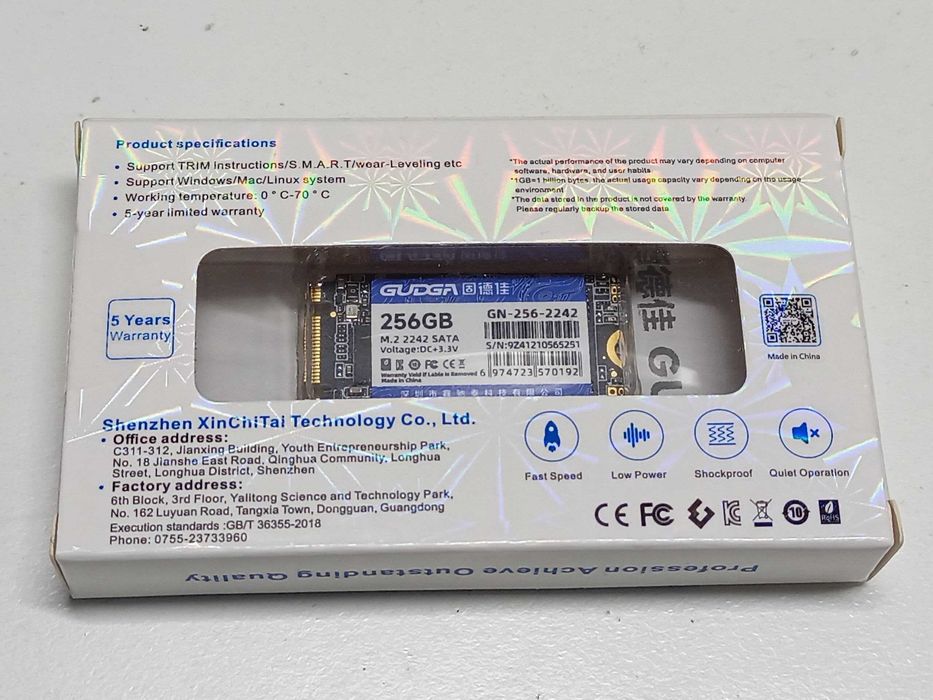 Product specifications
• Support TRIM Instructions/S.M.A.R.T/wear-Leveling etc
• Support Windows/Mac/Linux system
• Working temperature: 0 ° C-70 ° C
• 5-year limited warranty
*The actual performance of the product may vary depending on computer
software, hardware, and user habits
*1GB=1 billion bytes, the actual usage capacity vary depending on the usage
environment
*The data stored in the product is not covered by the warranty.
Please regularly backup the stored data
5 Years
Warranty
GUDGA 固德佳
256GB
M.2 2242 SATA
Voltage:DC+3.3V
GN-256-2242
S/N:9Z41210565251
Warranty Void If Lable Is Removed
Made in China
6 974723 570192
德佳 GU
Made in China
Shenzhen XinChiTai Technology Co., Ltd.
• Office address:
C311-312, Jianxing Building, Youth Entrepreneurship Park,
No. 18 Jianshe East Road, Qinghua Community, Longhua
Street, Longhua District, Shenzhen
• Factory address:
6th Block, 3rd Floor, Yalitong Science and Technology Park,
No. 162 Luyuan Road, Tangxia Town, Dongguan, Guangdong
Execution standards :GB/T 36355-2018
Phone: 0755-23733960
Fast Speed
Low Power
Shockproof
Quiet Operation
CE FC 10 RoHS
Profession Achieve Outstanding Quality